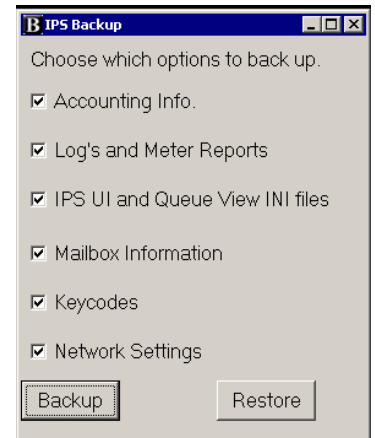 B IPS Backup
Choose which options to back up.
Accounting Info.
Log's and Meter Reports
IPS UI and Queue View INI files
Mailbox Information
Keycodes
Network Settings
Backup Restore